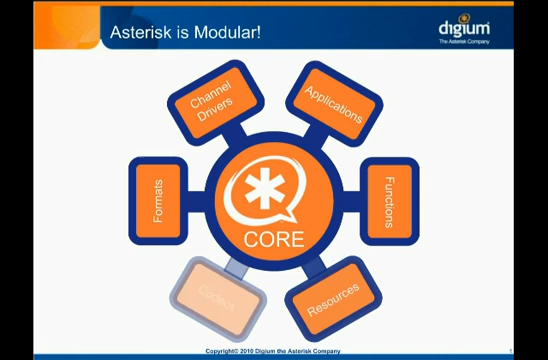 Asterisk is Modular!
digium
The Asterisk Company
Channel
Drivers
Applications
Formats
Functions
CORE
Codecs
Resources
Copyright© 2010 Digium the Asterisk Company